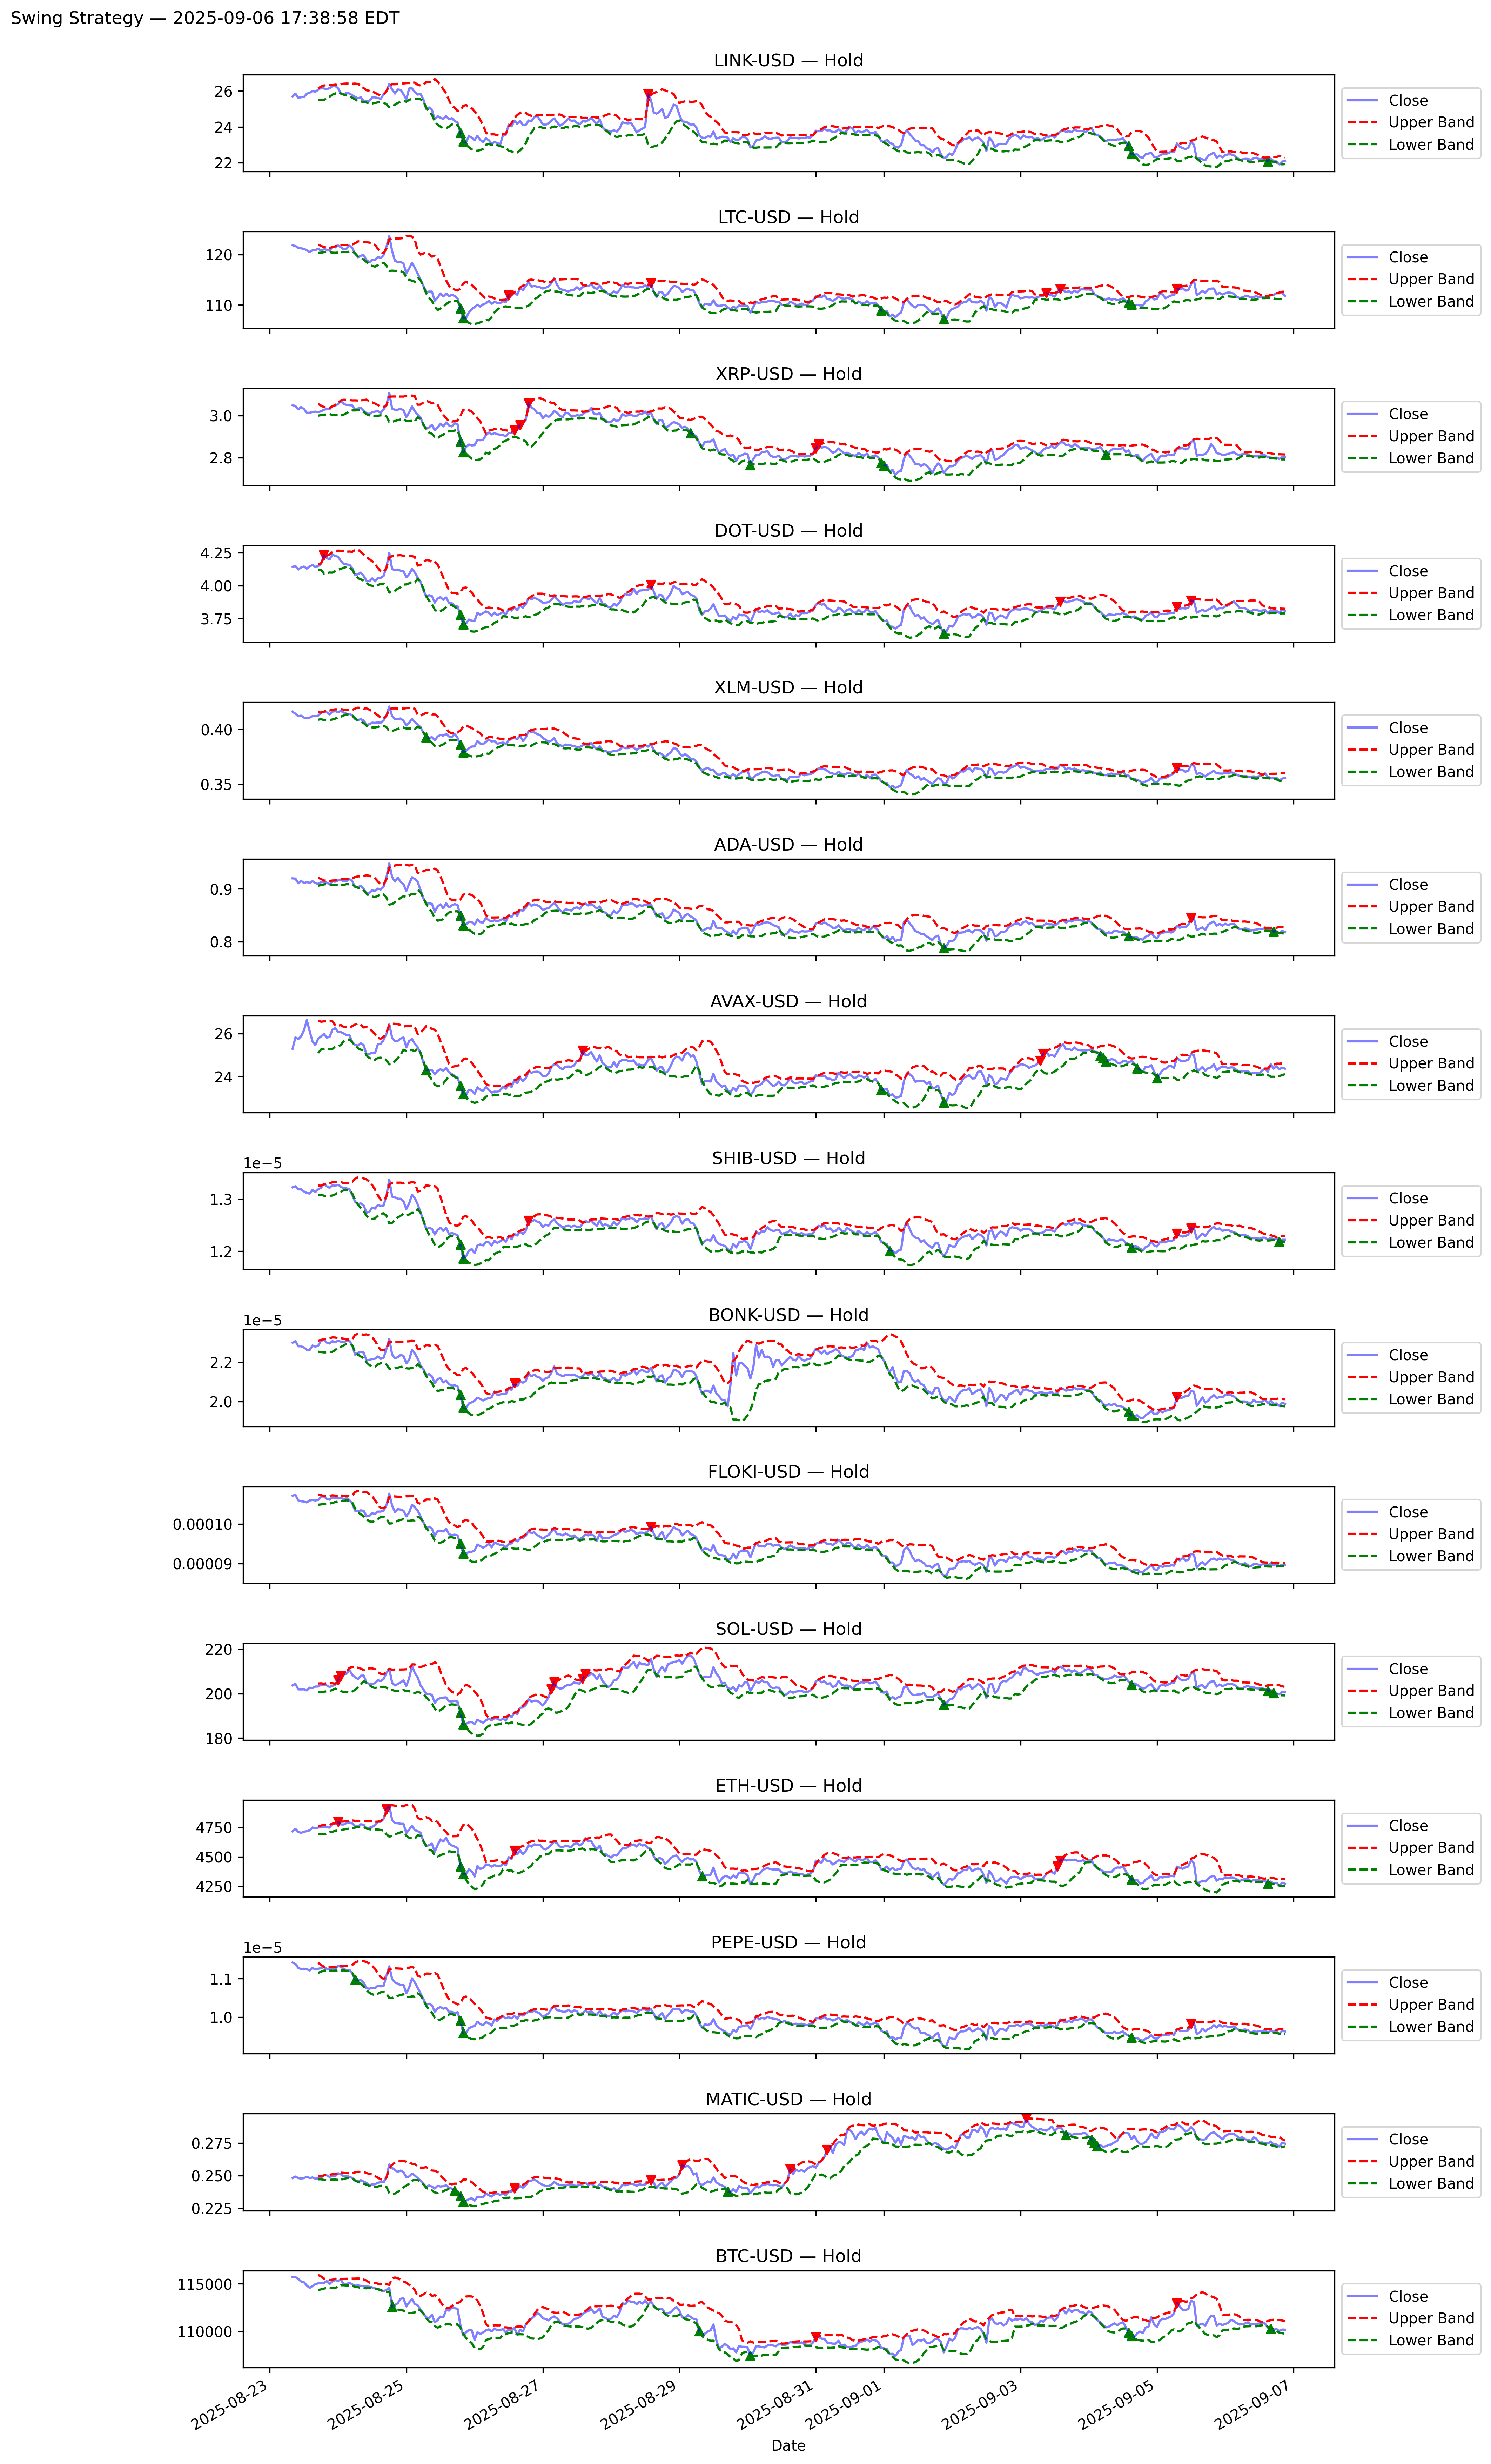 Swing Strategy — 2025-09-06 17:38:58 EDT
LINK-USD — Hold
26
24
22
Close
Upper Band
Lower Band
LTC-USD — Hold
120
110
Close
Upper Band
Lower Band
XRP-USD — Hold
3.0
2.8
Close
Upper Band
Lower Band
DOT-USD — Hold
4.25
4.00
3.75
Close
Upper Band
Lower Band
XLM-USD — Hold
0.40
0.35
Close
Upper Band
Lower Band
ADA-USD — Hold
0.9
0.8
Close
Upper Band
Lower Band
AVAX-USD — Hold
26
24
Close
Upper Band
Lower Band
SHIB-USD — Hold
1e−5
1.3
1.2
Close
Upper Band
Lower Band
BONK-USD — Hold
1e−5
2.2
2.0
Close
Upper Band
Lower Band
FLOKI-USD — Hold
0.00010
0.00009
Close
Upper Band
Lower Band
SOL-USD — Hold
220
200
180
Close
Upper Band
Lower Band
ETH-USD — Hold
4750
4500
4250
Close
Upper Band
Lower Band
PEPE-USD — Hold
1e−5
1.1
1.0
Close
Upper Band
Lower Band
MATIC-USD — Hold
0.275
0.250
0.225
Close
Upper Band
Lower Band
BTC-USD — Hold
115000
110000
Close
Upper Band
Lower Band
2025-08-23
2025-08-25
2025-08-27
2025-08-29
2025-08-31
2025-09-01
2025-09-03
2025-09-05
2025-09-07
Date